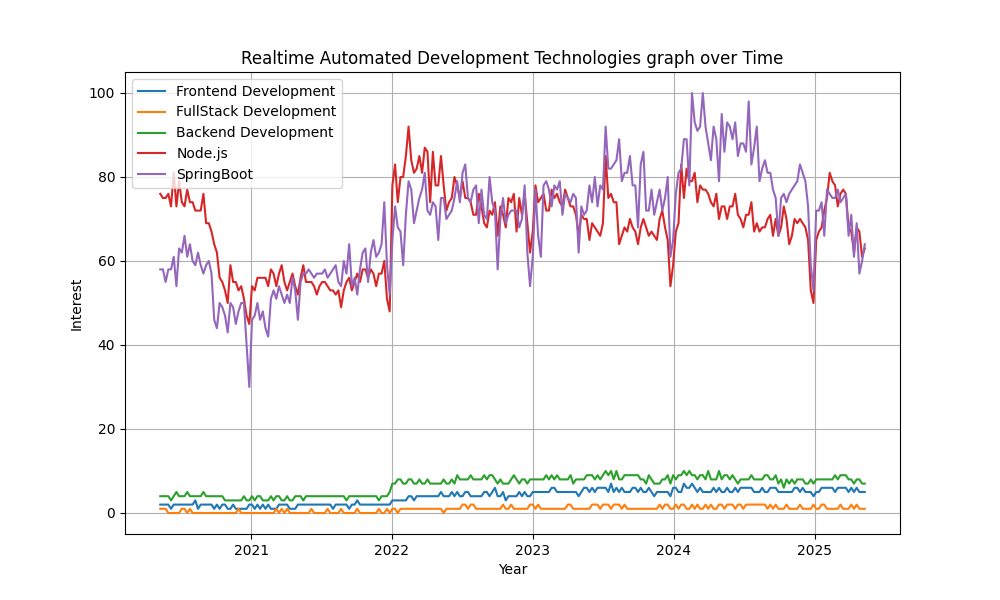 Realtime Automated Development Technologies graph over Time
Frontend Development
FullStack Development
Backend Development
Node.js
SpringBoot
100
80
60
40
20
0
Interest
2021
2022
2023
2024
2025
Year